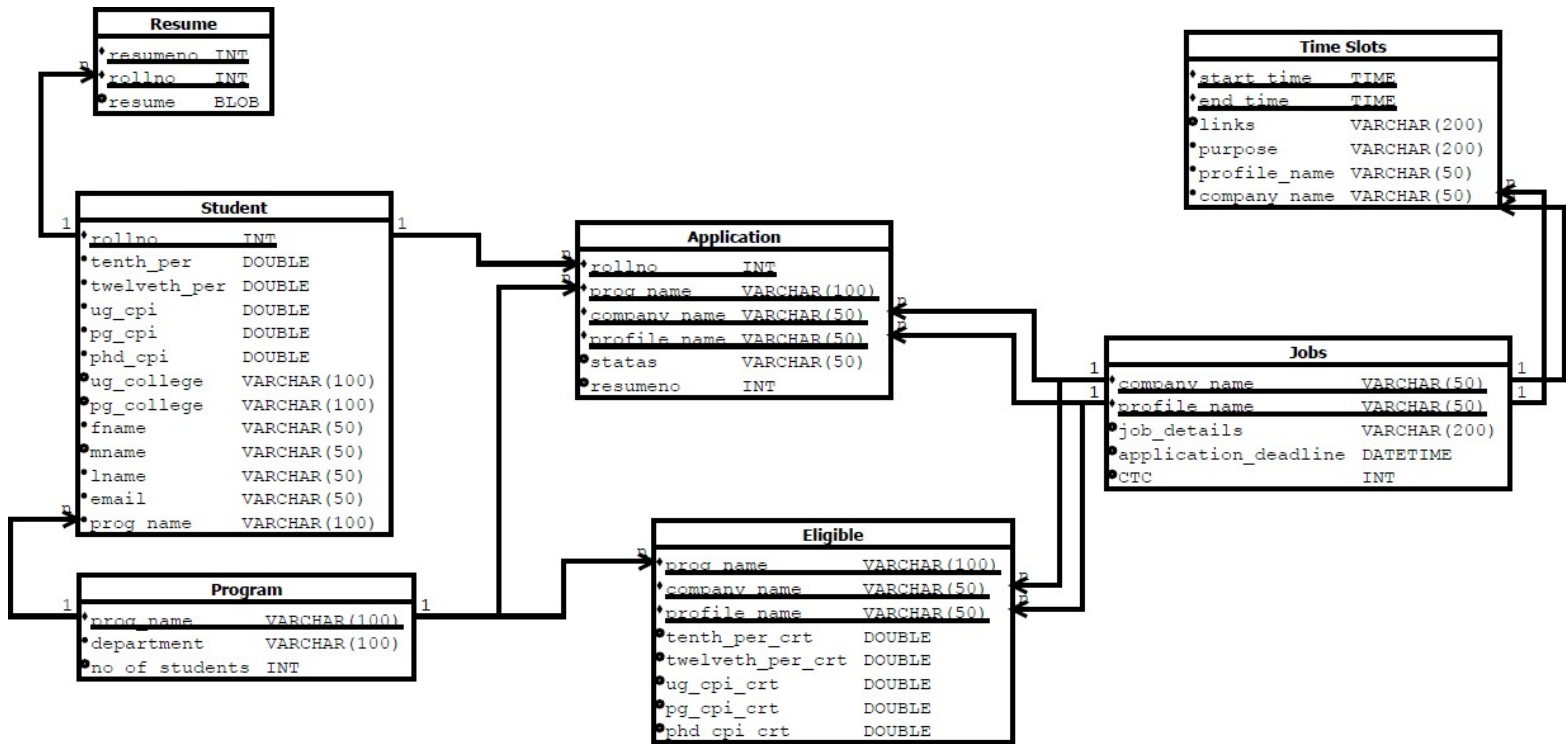 Resume
resumeno INT
rollno INT
resume BLOB
n
1
Time Slots
start_time TIME
end_time TIME
links VARCHAR(200)
purpose VARCHAR(200)
profile_name VARCHAR(50)
company_name VARCHAR(50)
n
Student
rollno INT
tenth_per DOUBLE
twelveth_per DOUBLE
ug_cpi DOUBLE
pg_cpi DOUBLE
phd_cpi DOUBLE
ug_college VARCHAR(100)
pg_college VARCHAR(100)
fname VARCHAR(50)
mname VARCHAR(50)
lname VARCHAR(50)
email VARCHAR(50)
prog_name VARCHAR(100)
1
n
Application
rollno INT
prog_name VARCHAR(100)
company_name VARCHAR(50)
profile_name VARCHAR(50)
statas VARCHAR(50)
resumeno INT
n
n
n
n
Jobs
company_name VARCHAR(50)
profile_name VARCHAR(50)
job_details VARCHAR(200)
application_deadline DATETIME
CTC INT
1
1
1
1
Program
prog_name VARCHAR(100)
department VARCHAR(100)
no_of_students INT
1
1
Eligible
prog_name VARCHAR(100)
company_name VARCHAR(50)
profile_name VARCHAR(50)
tenth_per_crt DOUBLE
twelveth_per_crt DOUBLE
ug_cpi_crt DOUBLE
pg_cpi_crt DOUBLE
phd_cpi_crt DOUBLE
n
n
n